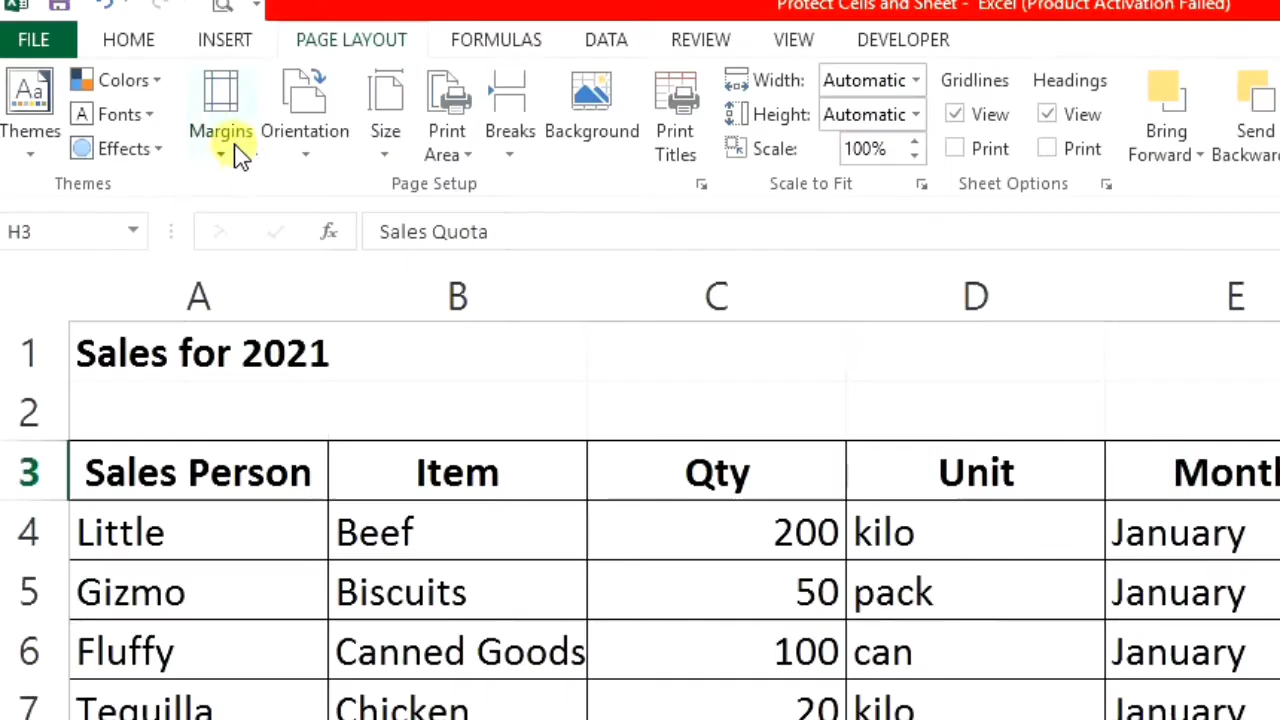 Protect Cells and Sheet - Excel (Product Activation Failed)
FILE HOME INSERT PAGE LAYOUT FORMULAS DATA REVIEW VIEW DEVELOPER
Colors Width: Automatic Gridlines Headings
Aa A Fonts Height: Automatic View View
Themes Effects Margins Orientation Size Print Area Breaks Background Print Titles Scale: 100% Print Print Bring Forward Send
Themes Page Setup Scale to Fit Sheet Options
H3 fx Sales Quota
A B C D E
1 Sales for 2021
2
3 Sales Person Item Qty Unit
4 Little Beef 200 kilo January
5 Gizmo Biscuits 50 pack January
6 Fluffy Canned Goods 100 can January
7 Tequilla Chicken 20 kilo January